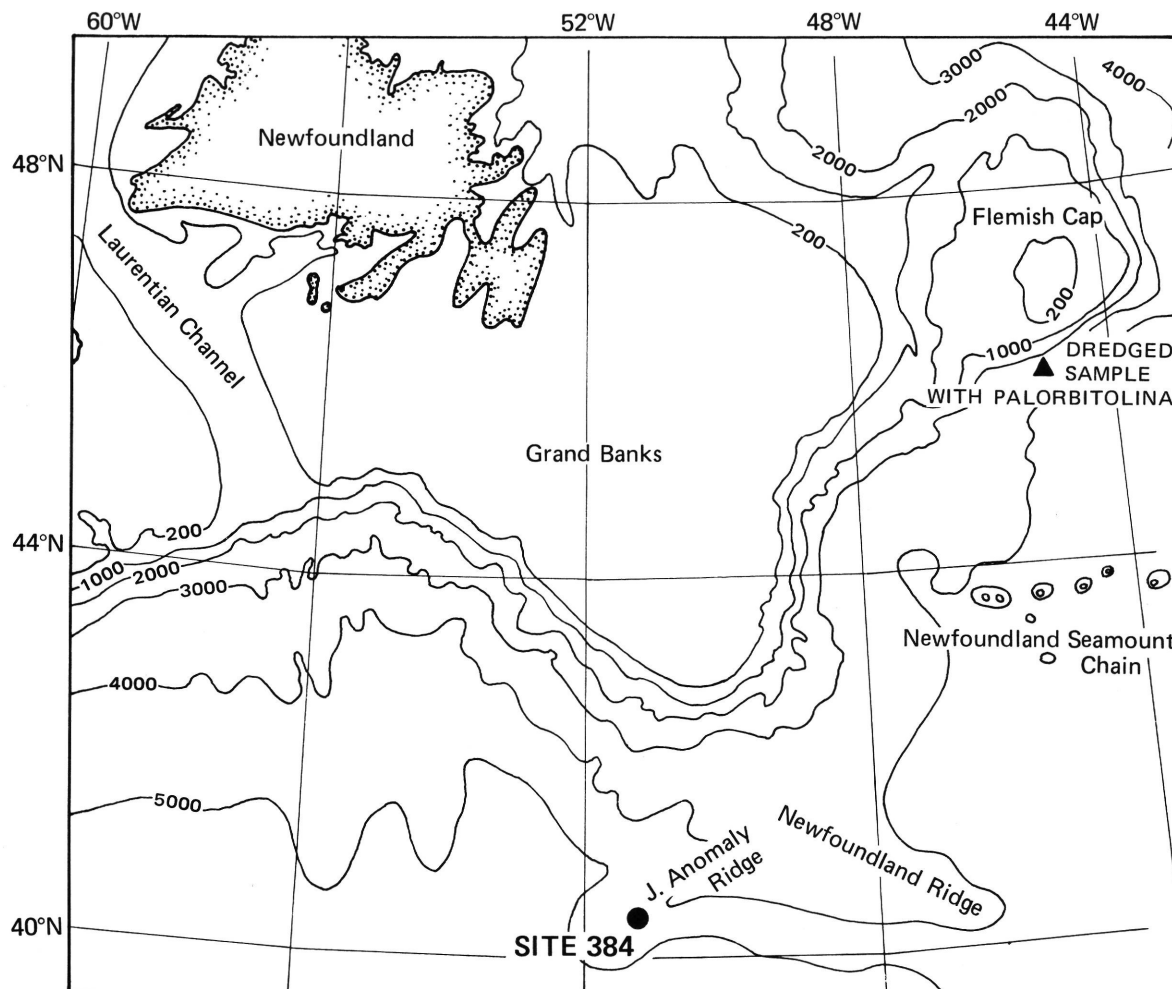 60°W
52°W
48°W
44°W
3000
4000
2000
2000
Newfoundland
48°N
Flemish Cap
200
Laurentian Channel
200
1000
DREDGED
SAMPLE
WITH PALORBITOLINA
Grand Banks
44°N
200
1000
2000
3000
Newfoundland Seamount
Chain
4000
5000
J. Anomaly
Ridge
Newfoundland Ridge
40°N
SITE 384